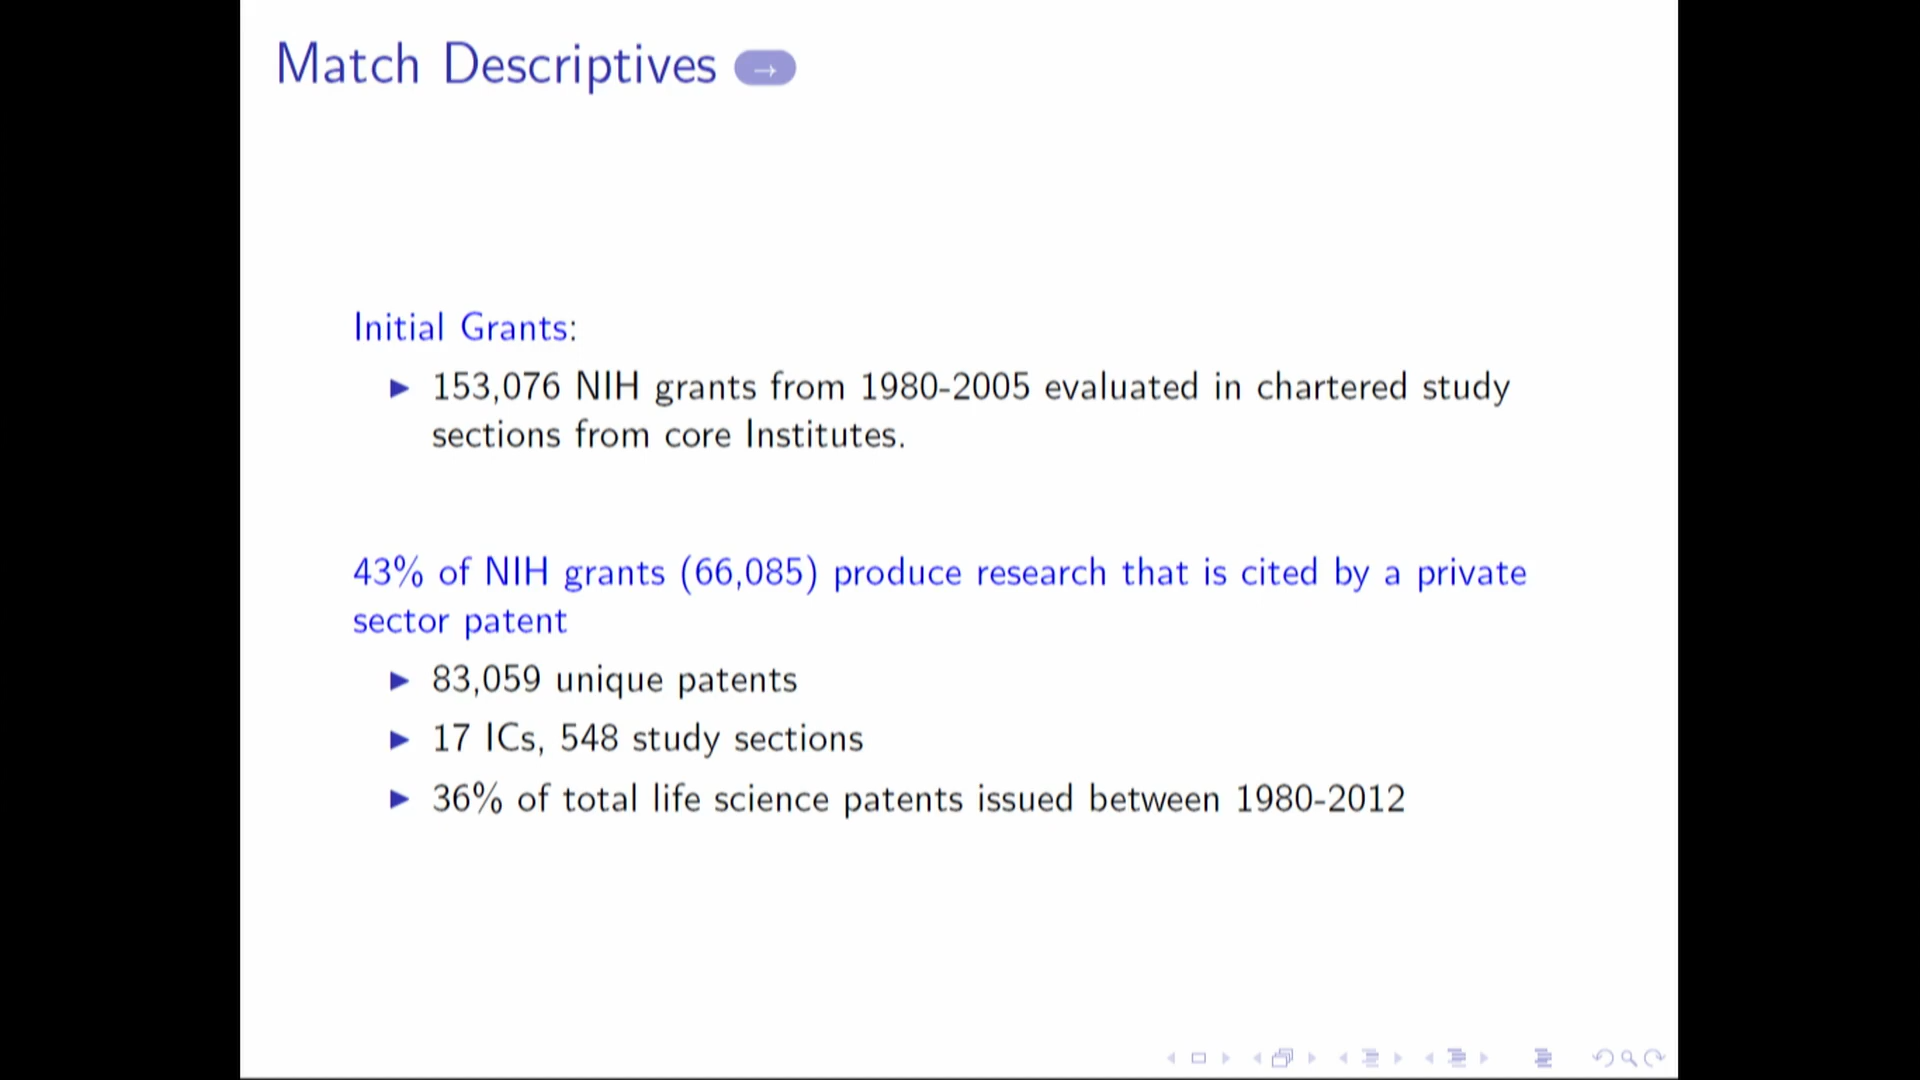 Match Descriptives →
Initial Grants:
▶ 153,076 NIH grants from 1980-2005 evaluated in chartered study
sections from core Institutes.
43% of NIH grants (66,085) produce research that is cited by a private
sector patent
▶ 83,059 unique patents
▶ 17 ICs, 548 study sections
▶ 36% of total life science patents issued between 1980-2012